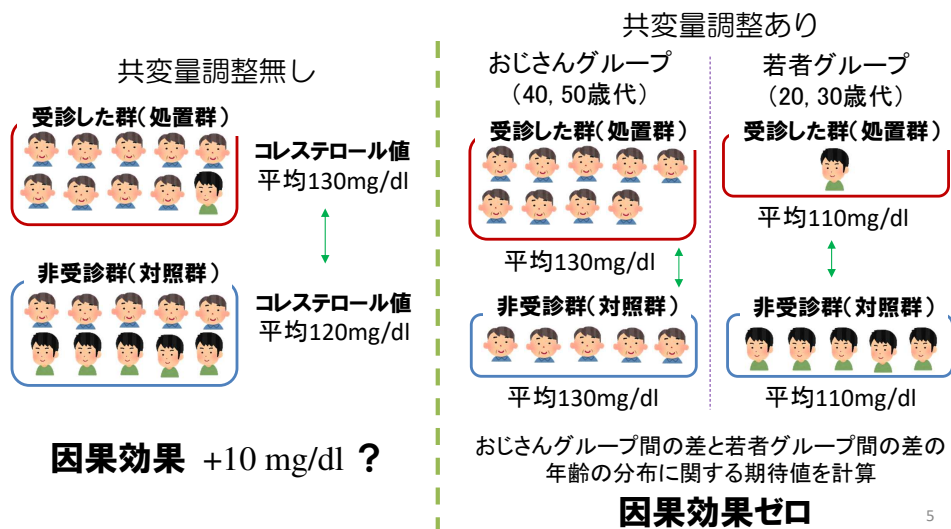 共変量調整無し
受診した群(処置群)
コレステロール値
平均130mg/dl
非受診群(対照群)
コレステロール値
平均120mg/dl
因果効果 +10 mg/dl ?
共変量調整あり
おじさんグループ
(40, 50歳代)
受診した群(処置群)
平均130mg/dl
非受診群(対照群)
平均130mg/dl
若者グループ
(20, 30歳代)
受診した群(処置群)
平均110mg/dl
非受診群(対照群)
平均110mg/dl
おじさんグループ間の差と若者グループ間の差の
年齢の分布に関する期待値を計算
因果効果ゼロ
5